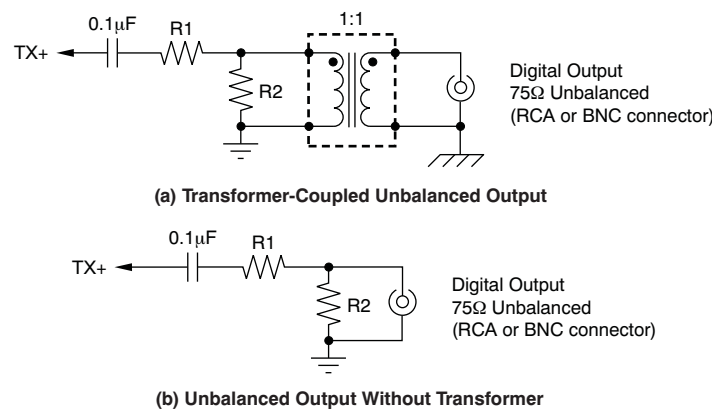 1:1
0.1μF
R1
TX+
R2
Digital Output
75Ω Unbalanced
(RCA or BNC connector)
(a) Transformer-Coupled Unbalanced Output
0.1μF
R1
TX+
R2
Digital Output
75Ω Unbalanced
(RCA or BNC connector)
(b) Unbalanced Output Without Transformer